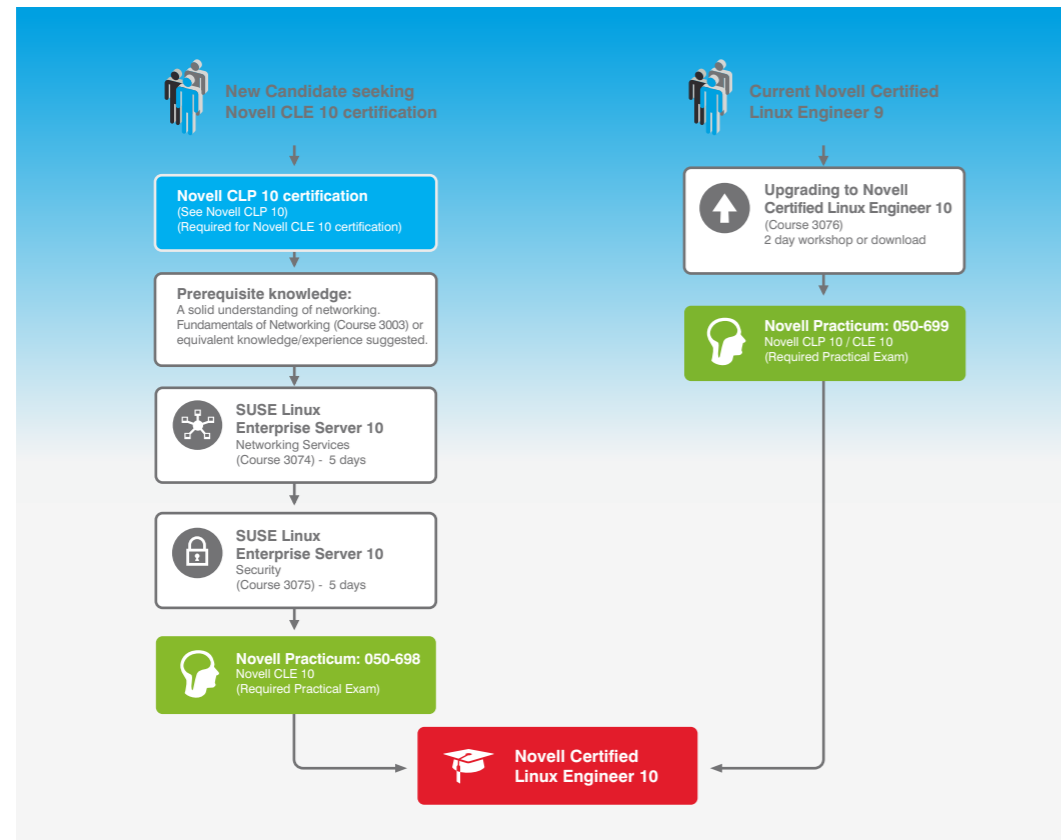 New Candidate seeking
Novell CLE 10 certification
Novell CLP 10 certification
(See Novell CLP 10)
(Required for Novell CLE 10 certification)
Prerequisite knowledge:
A solid understanding of networking.
Fundamentals of Networking (Course 3003) or
equivalent knowledge/experience suggested.
SUSE Linux
Enterprise Server 10
Networking Services
(Course 3074) - 5 days
SUSE Linux
Enterprise Server 10
Security
(Course 3075) - 5 days
Novell Practicum: 050-698
Novell CLE 10
(Required Practical Exam)
Current Novell Certified
Linux Engineer 9
Upgrading to Novell
Certified Linux Engineer 10
(Course 3076)
2 day workshop or download
Novell Practicum: 050-699
Novell CLP 10 / CLE 10
(Required Practical Exam)
Novell Certified
Linux Engineer 10